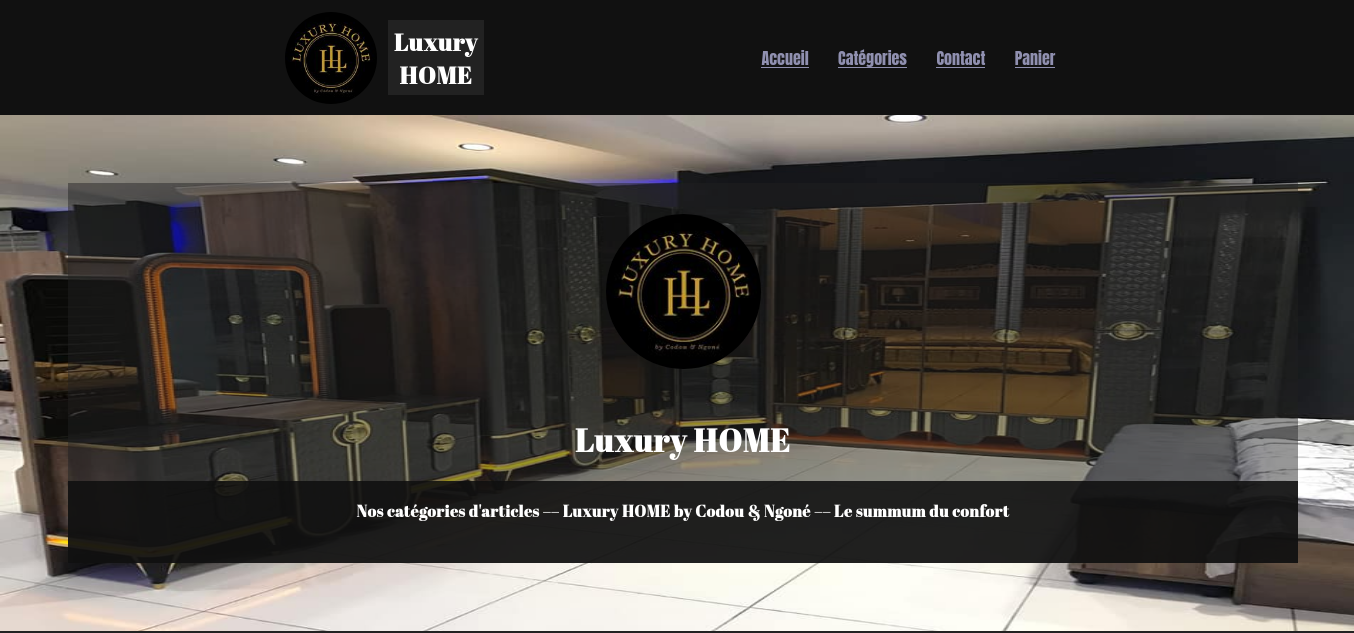 LUXURY HOME
HL
by Codou & Ngoné
Luxury
HOME
Accueil Catégories Contact Panier
LUXURY HOME
HL
by Codou & Ngoné
Luxury HOME
Nos catégories d'articles — Luxury HOME by Codou & Ngoné — Le summum du confort